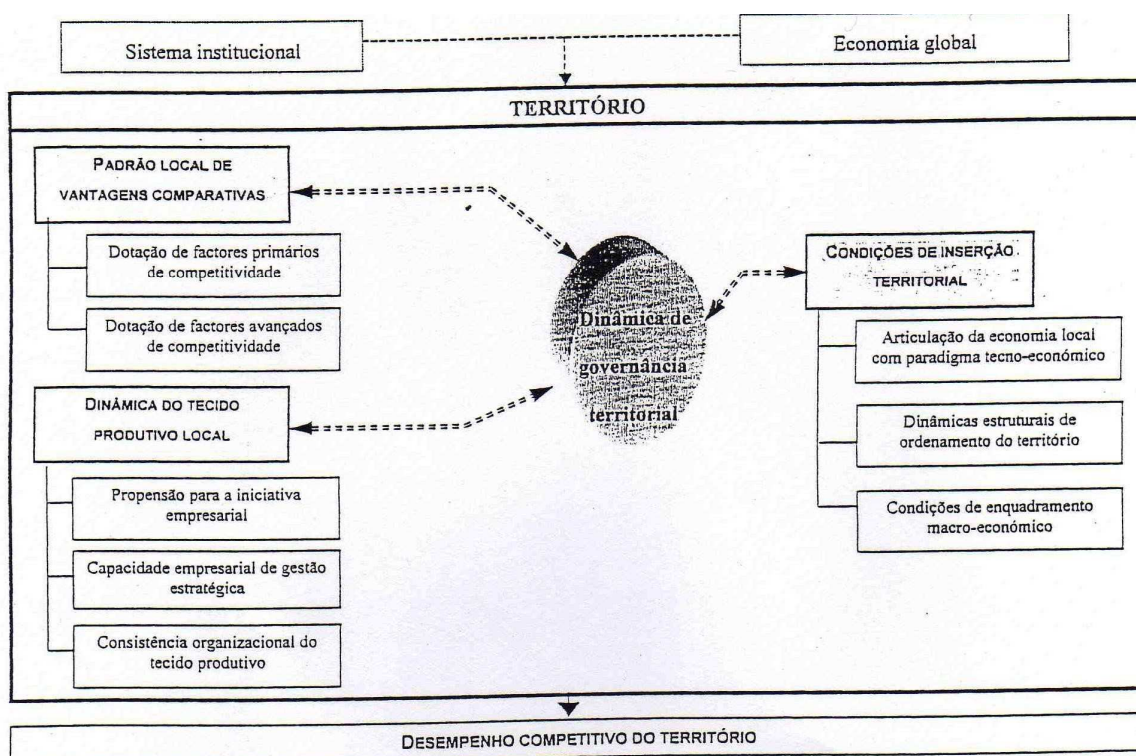 Sistema institucional
Economia global
TERRITÓRIO
PADRÃO LOCAL DE
VANTAGENS COMPARATIVAS
Dotação de factores primários
de competitividade
Dotação de factores avançados
de competitividade
DINÂMICA DO TECIDO
PRODUTIVO LOCAL
Propensão para a iniciativa
empresarial
Capacidade empresarial de gestão
estratégica
Consistência organizacional do
tecido produtivo
Dinâmica de
governância
territorial
CONDIÇÕES DE INSERÇÃO
TERRITORIAL
Articulação da economia local
com paradigma tecno-económico
Dinâmicas estruturais de
ordenamento do território
Condições de enquadramento
macro-económico
DESEMPENHO COMPETITIVO DO TERRITÓRIO